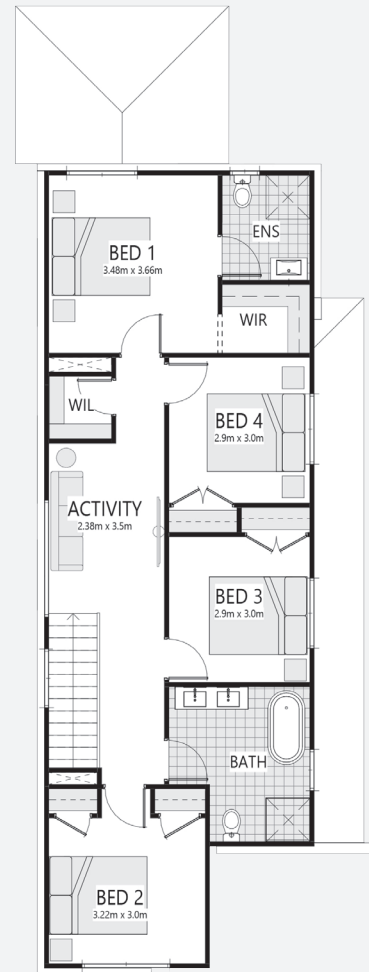 ENS
BED 1
3.48m x 3.66m
WIR
WIL
BED 4
2.9m x 3.0m
ACTIVITY
2.38m x 3.5m
BED 3
2.9m x 3.0m
BATH
BED 2
3.22m x 3.0m